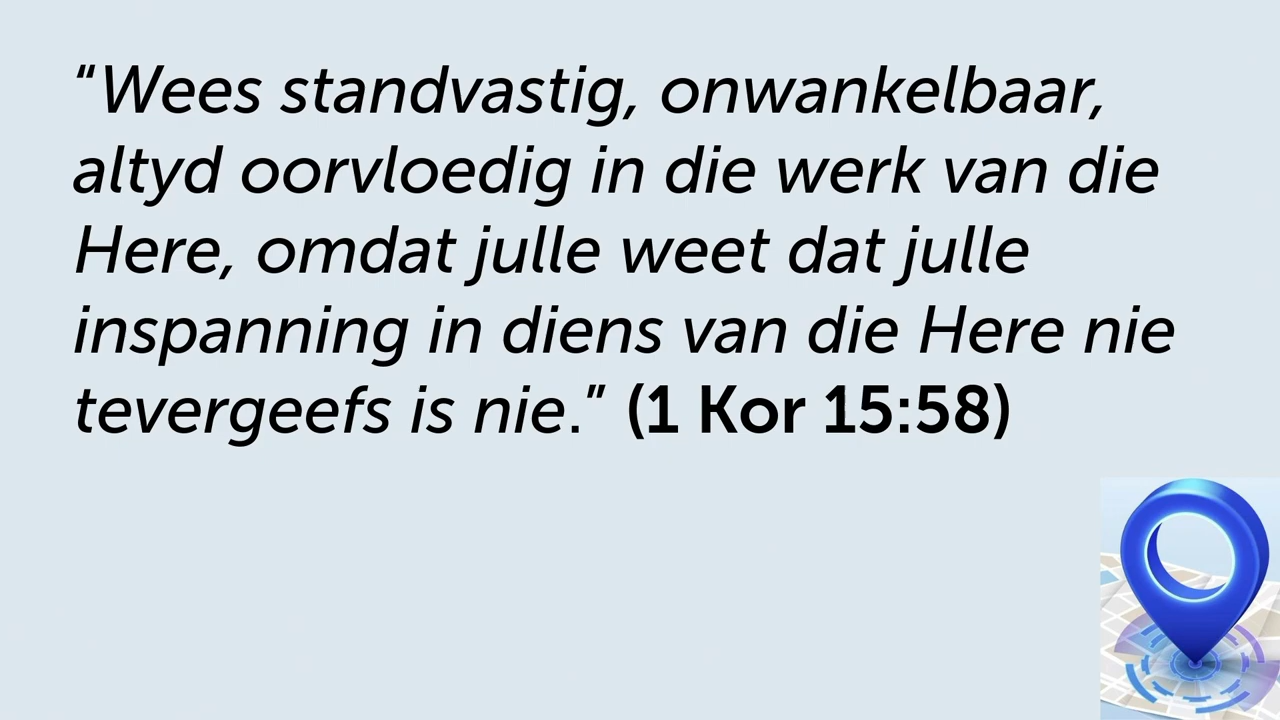 “Wees standvastig, onwankelbaar,
altyd oorvloedig in die werk van die
Here, omdat julle weet dat julle
inspanning in diens van die Here nie
tevergeefs is nie.” (1 Kor 15:58)